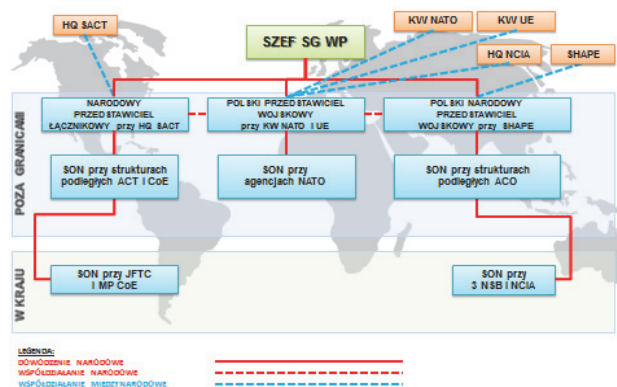 HQ SACT
SZEF SG WP
KW NATO
KW UE
HQ NCIA
SHAPE
NARODOWY
PRZEDSTAWICIEL
ŁĄCZNIKOWY przy HQ SACT
POLSKI PRZEDSTAWICIEL
WOJSKOWY
przy KW NATO I UE
POLSKI NARODOWY
PRZEDSTAWICIEL
WOJSKOWY przy SHAPE
POZA GRANICAMI
SON przy strukturach
podległych ACT I CoE
SON przy
agencjach NATO
SON przy strukturach
podległych ACO
W KRAJU
SON przy JFTC
I MP CoE
SON przy
3 NSB I NCIA
LEGENDA:
DOWODZENIE NARODOWE
WSPÓŁDZIAŁANIE NARODOWE
WSPÓŁDZIAŁANIE MIĘDZYNARODOWE